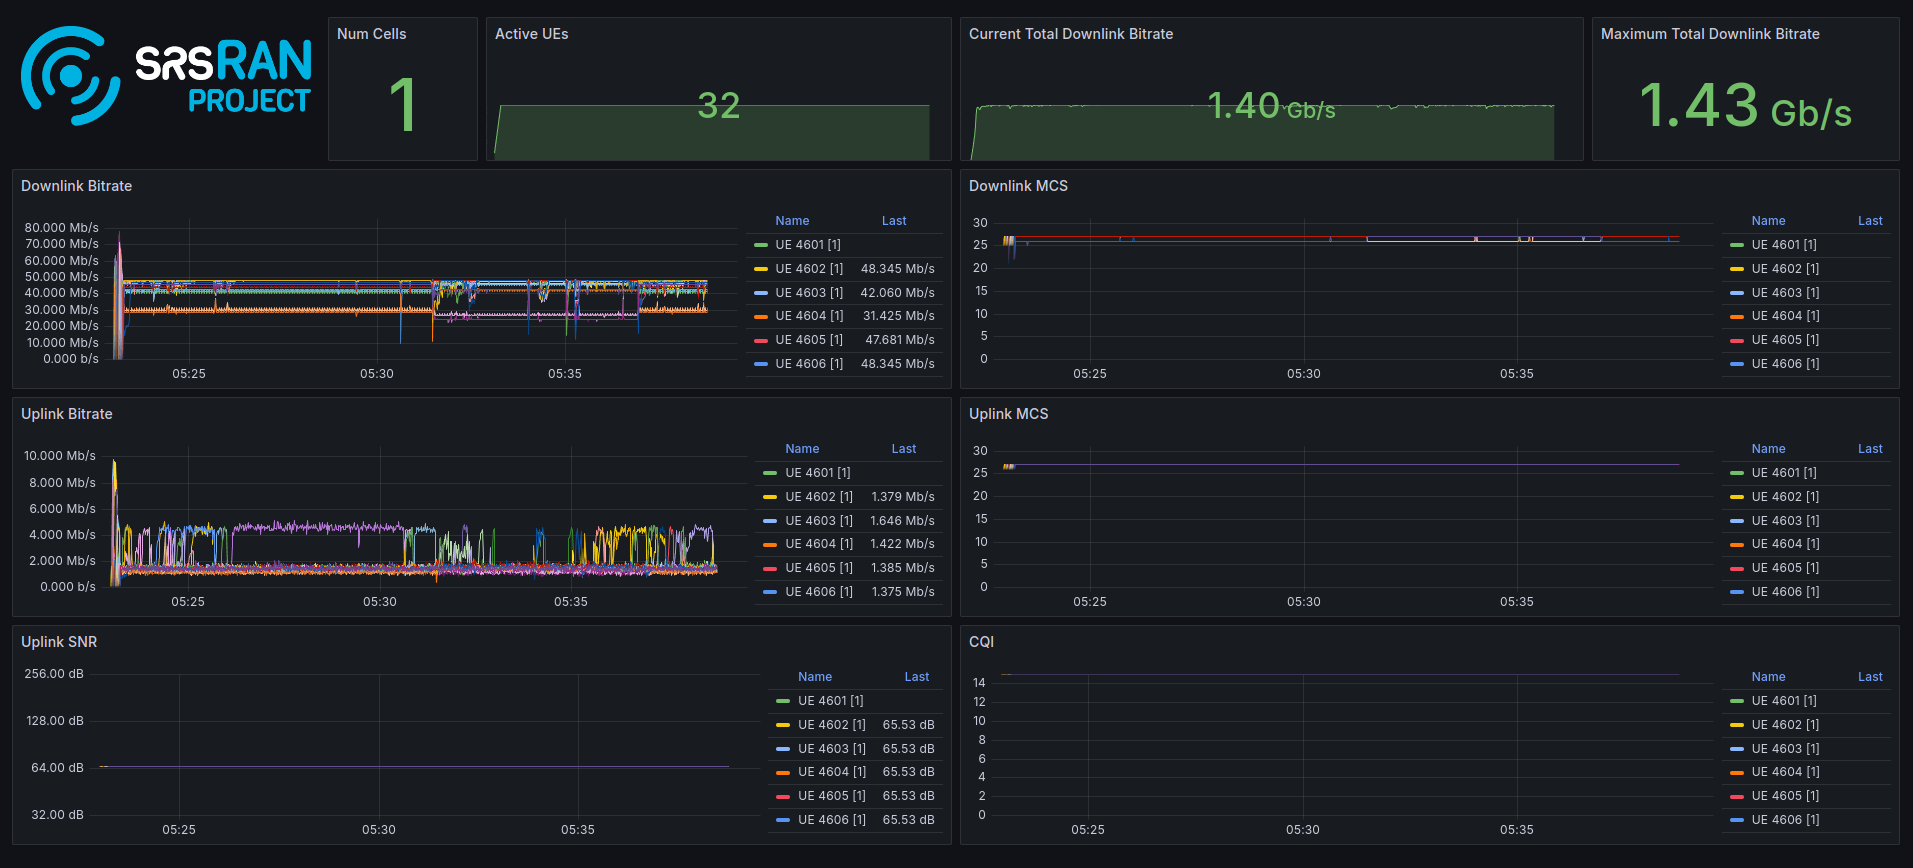 srsRAN
PROJECT
Num Cells
1
Active UEs
32
Current Total Downlink Bitrate
1.40 Gb/s
Maximum Total Downlink Bitrate
1.43 Gb/s
Downlink Bitrate
80.000 Mb/s
70.000 Mb/s
60.000 Mb/s
50.000 Mb/s
40.000 Mb/s
30.000 Mb/s
20.000 Mb/s
10.000 Mb/s
0.000 b/s
05:25 05:30 05:35
Name Last
UE 4601 [1]
UE 4602 [1] 48.345 Mb/s
UE 4603 [1] 42.060 Mb/s
UE 4604 [1] 31.425 Mb/s
UE 4605 [1] 47.681 Mb/s
UE 4606 [1] 48.345 Mb/s
Downlink MCS
30
25
20
15
10
5
0
05:25 05:30 05:35
Name Last
UE 4601 [1]
UE 4602 [1]
UE 4603 [1]
UE 4604 [1]
UE 4605 [1]
UE 4606 [1]
Uplink Bitrate
10.000 Mb/s
8.000 Mb/s
6.000 Mb/s
4.000 Mb/s
2.000 Mb/s
0.000 b/s
05:25 05:30 05:35
Name Last
UE 4601 [1]
UE 4602 [1] 1.379 Mb/s
UE 4603 [1] 1.646 Mb/s
UE 4604 [1] 1.422 Mb/s
UE 4605 [1] 1.385 Mb/s
UE 4606 [1] 1.375 Mb/s
Uplink MCS
30
25
20
15
10
5
0
05:25 05:30 05:35
Name Last
UE 4601 [1]
UE 4602 [1]
UE 4603 [1]
UE 4604 [1]
UE 4605 [1]
UE 4606 [1]
Uplink SNR
256.00 dB
128.00 dB
64.00 dB
32.00 dB
05:25 05:30 05:35
Name Last
UE 4601 [1]
UE 4602 [1] 65.53 dB
UE 4603 [1] 65.53 dB
UE 4604 [1] 65.53 dB
UE 4605 [1] 65.53 dB
UE 4606 [1] 65.53 dB
CQI
14
12
10
8
6
4
2
0
05:25 05:30 05:35
Name Last
UE 4601 [1]
UE 4602 [1]
UE 4603 [1]
UE 4604 [1]
UE 4605 [1]
UE 4606 [1]